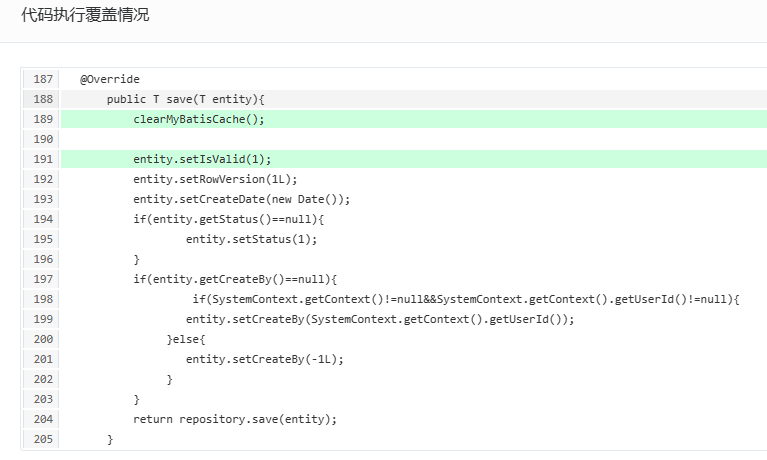 代码执行覆盖情况
187 @Override
188 public T save(T entity){
189 clearMyBatisCache();
190
191 entity.setIsValid(1);
192 entity.setRowVersion(1L);
193 entity.setCreateDate(new Date());
194 if(entity.getStatus()==null){
195 entity.setStatus(1);
196 }
197 if(entity.getCreateBy()==null){
198 if(SystemContext.getContext()!=null&&SystemContext.getContext().getUserId()!=null){
199 entity.setCreateBy(SystemContext.getContext().getUserId());
200 }else{
201 entity.setCreateBy(-1L);
202 }
203 }
204 return repository.save(entity);
205 }